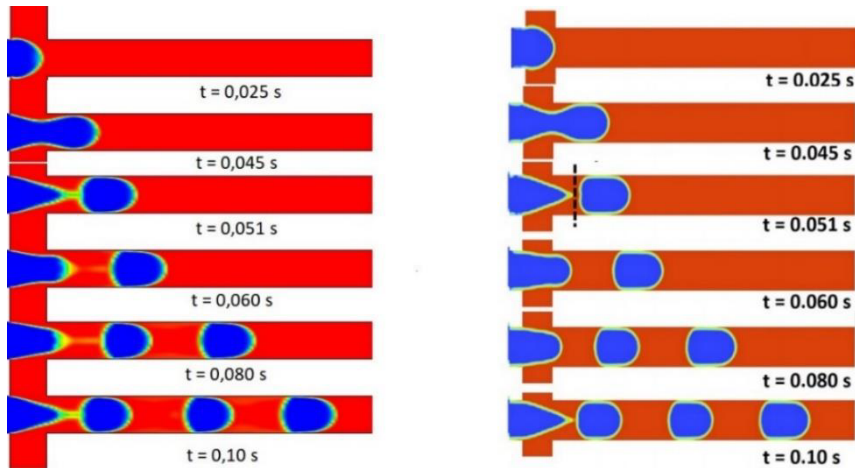 t = 0,025 s
t = 0,045 s
t = 0,051 s
t = 0,060 s
t = 0,080 s
t = 0,10 s
t = 0.025 s
t = 0.045 s
t = 0.051 s
t = 0.060 s
t = 0.080 s
t = 0.10 s